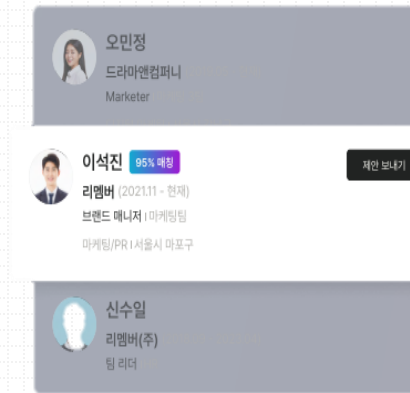 오민정
드라마앤컴퍼니
Marketer
이석진 95% 매칭
리멤버 (2021.11 - 현재)
제안 보내기
브랜드 매니저 | 마케팅팀
마케팅/PR | 서울시 마포구
신수일
리멤버(주)
팀 리더